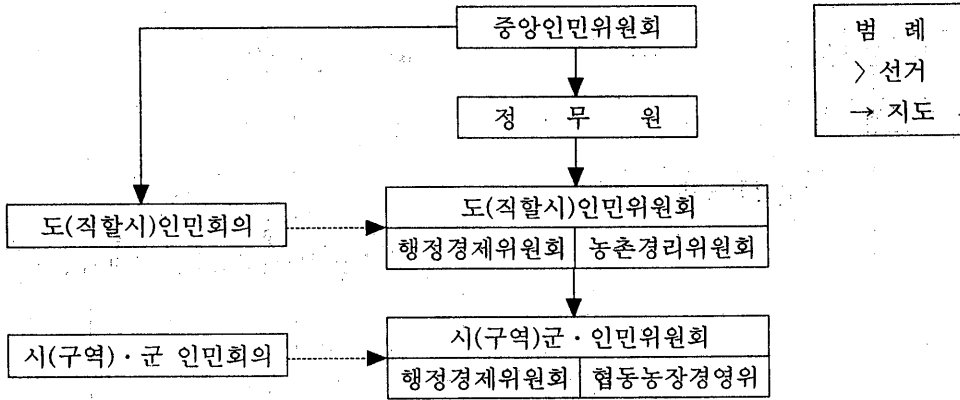 중앙인민위원회
범 례
〉선거
→ 지도
정 무 원
도(직할시)인민회의
도(직할시)인민위원회
행정경제위원회 농촌경리위원회
시(구역)·군 인민회의
시(구역)군·인민위원회
행정경제위원회 협동농장경영위